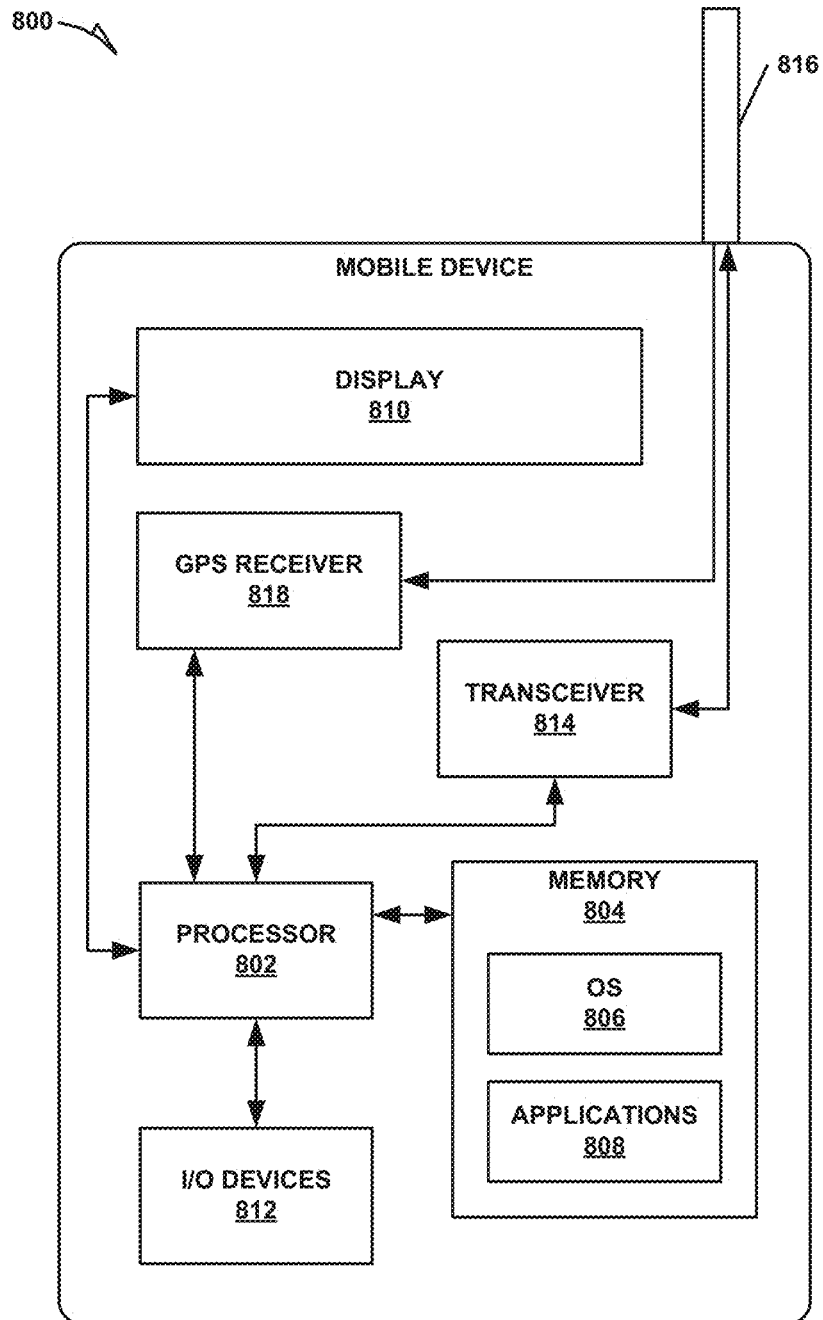 800
816
MOBILE DEVICE
DISPLAY
810
GPS RECEIVER
818
TRANSCEIVER
814
PROCESSOR
802
MEMORY
804
OS
806
APPLICATIONS
808
I/O DEVICES
812